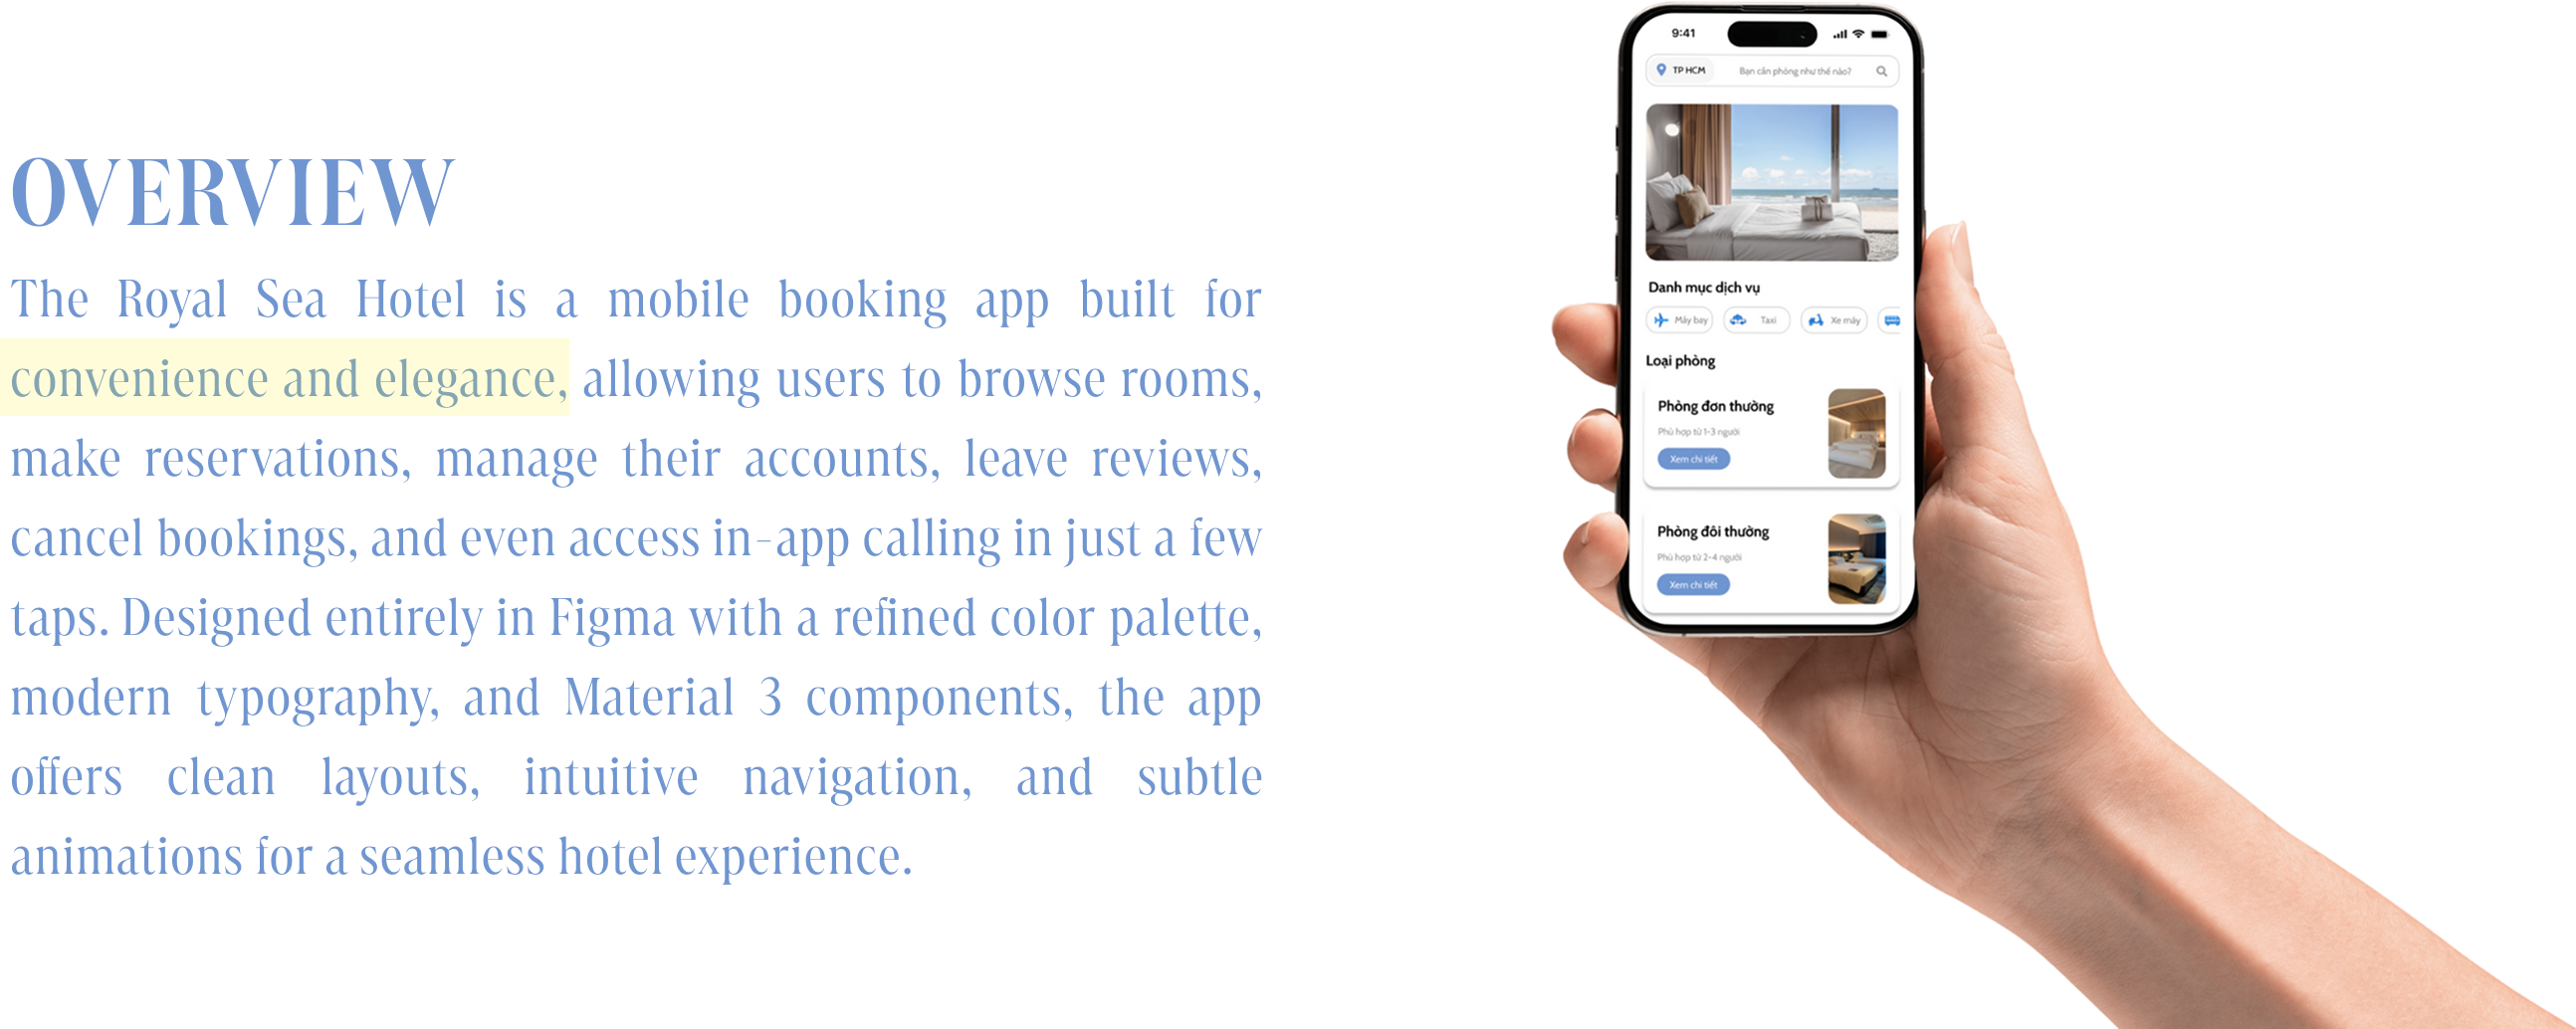 OVERVIEW
The Royal Sea Hotel is a mobile booking app built for
convenience and elegance, allowing users to browse rooms,
make reservations, manage their accounts, leave reviews,
cancel bookings, and even access in-app calling in just a few
taps. Designed entirely in Figma with a refined color palette,
modern typography, and Material 3 components, the app
offers clean layouts, intuitive navigation, and subtle
animations for a seamless hotel experience.
9:41
TP HCM Bạn cần phòng như thế nào?
Danh mục dịch vụ
Máy bay Taxi Xe máy
Loại phòng
Phòng đơn thường
Phù hợp từ 1-3 người
Xem chi tiết
Phòng đôi thường
Phù hợp từ 2-4 người
Xem chi tiết